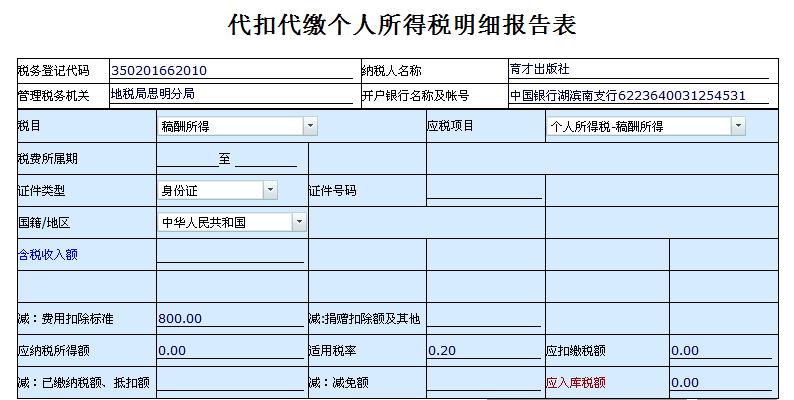 代扣代缴个人所得税明细报告表
税务登记代码 350201662010 纳税人名称 育才出版社
管理税务机关 地税局思明分局 开户银行名称及帐号 中国银行湖滨南支行6223640031254531
税目 稿酬所得 应税项目 个人所得税-稿酬所得
税费所属期 至
证件类型 身份证 证件号码
国籍/地区 中华人民共和国
含税收入额
减：费用扣除标准 800.00 减:捐赠扣除额及其他
应纳税所得额 0.00 适用税率 0.20 应扣缴税额 0.00
减：已缴纳税额、抵扣额 减：减免额 应入库税额 0.00